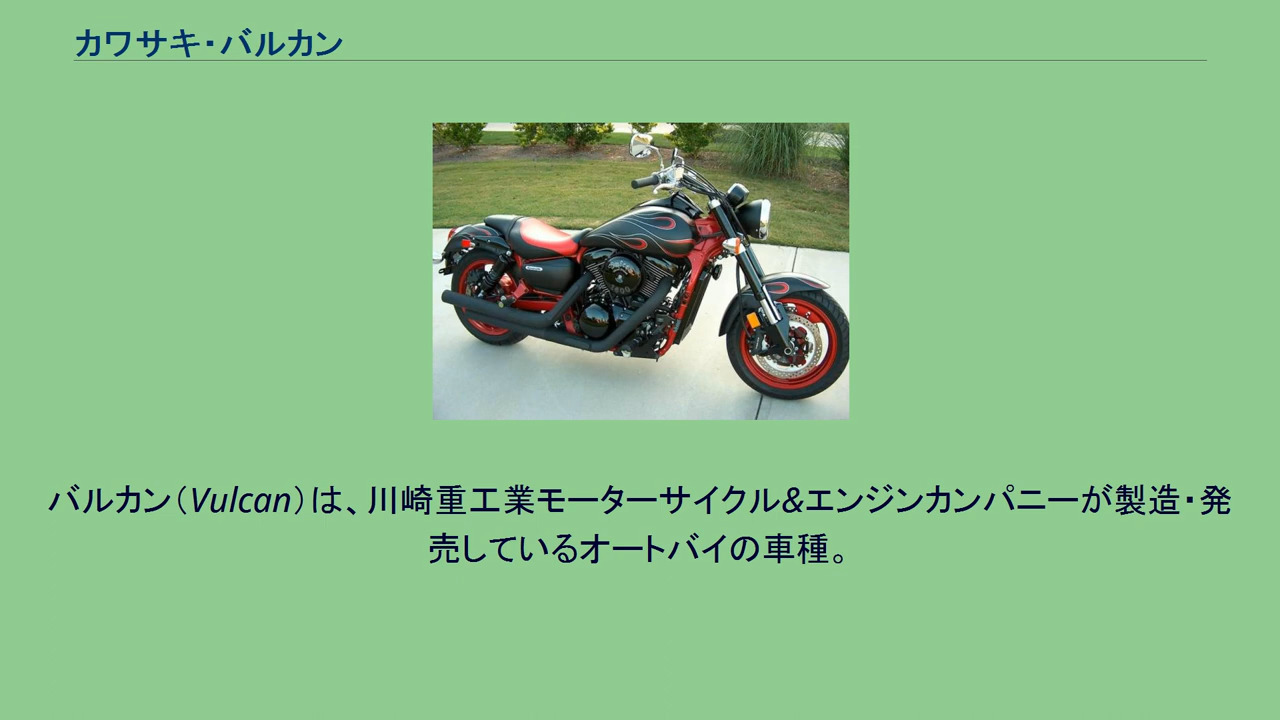 カワサキ・バルカン
バルカン（Vulcan）は、川崎重工業モーターサイクル&エンジンカンパニーが製造・発
売しているオートバイの車種。